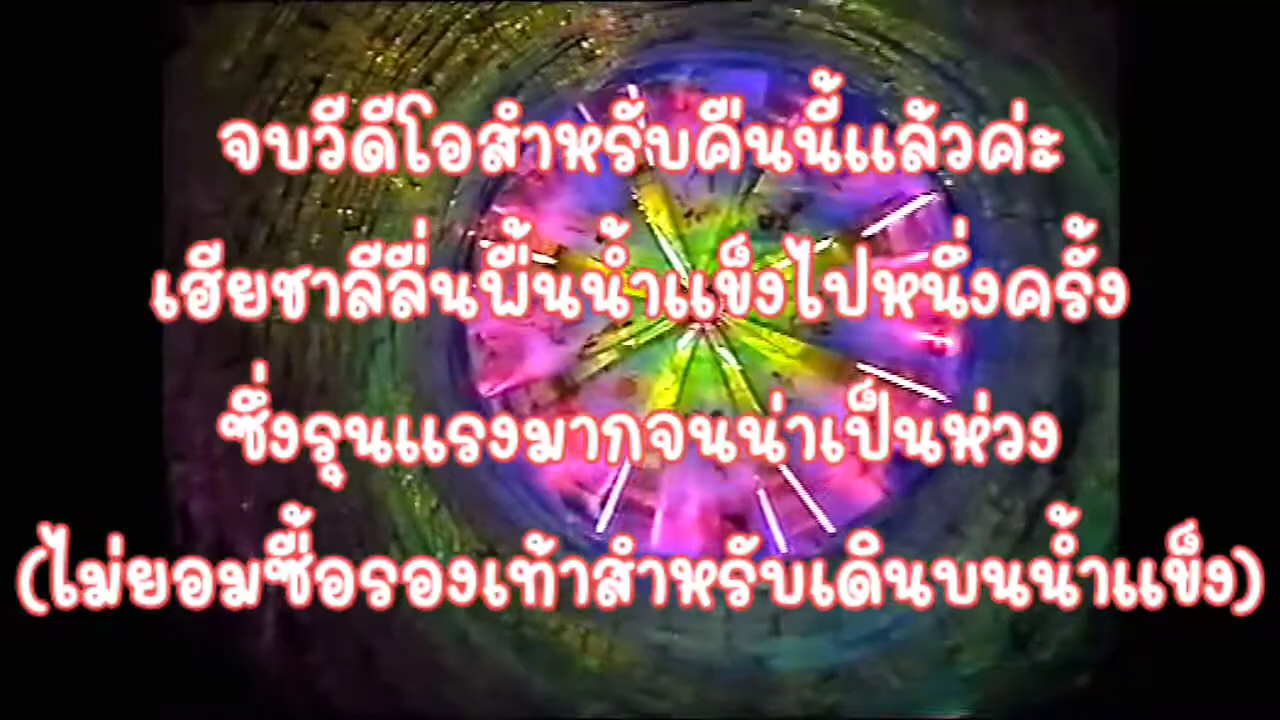 จบวีดีโอสำหรับคืนนี้แล้วค่ะ
เฮียชาลีลื่นพื้นน้ำแข็งไปหนึ่งครั้ง
ซึ่งรุนแรงมากจนน่าเป็นห่วง
(ไม่ยอมซื้อรองเท้าสำหรับเดินบนน้ำแข็ง)